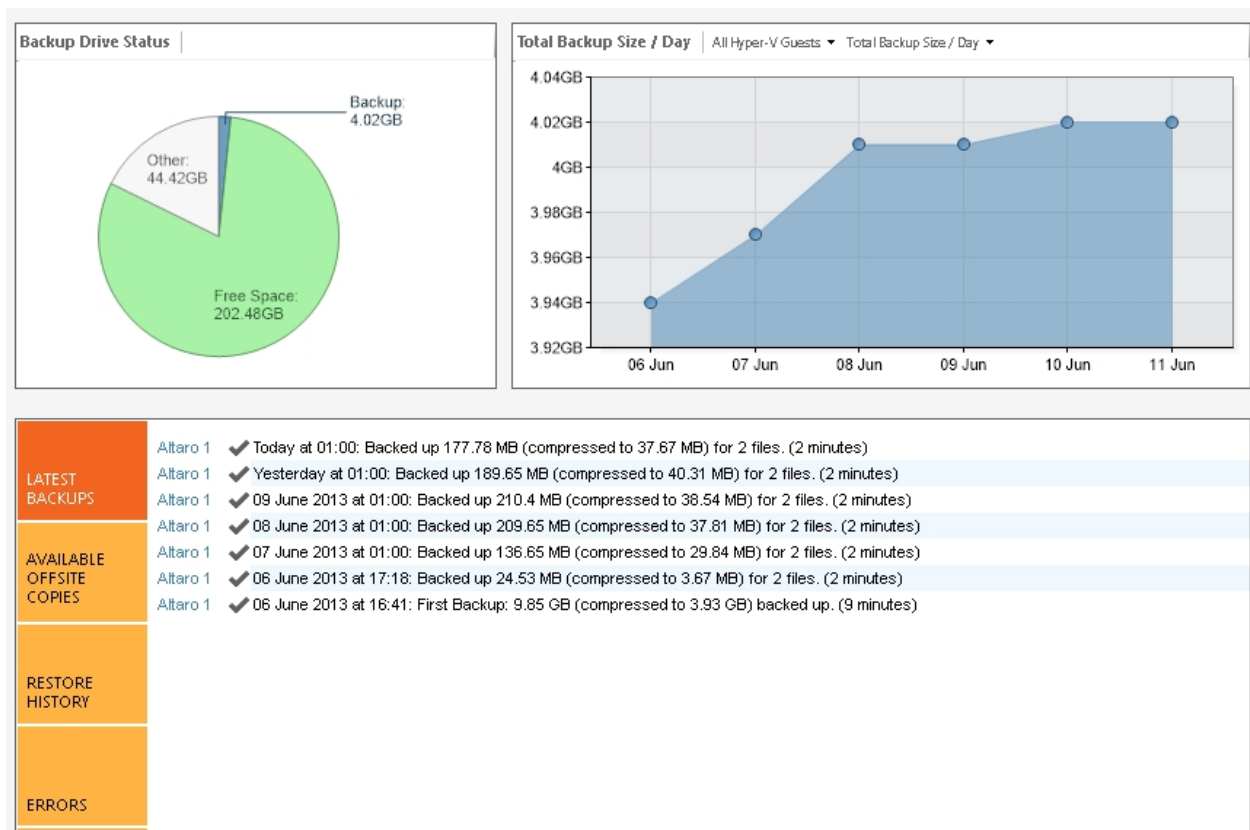 Backup Drive Status
Backup:
4.02GB
Other:
44.42GB
Free Space:
202.48GB
Total Backup Size / Day All Hyper-V Guests Total Backup Size / Day
4.04GB
4.02GB
4GB
3.98GB
3.96GB
3.94GB
3.92GB
06 Jun 07 Jun 08 Jun 09 Jun 10 Jun 11 Jun
LATEST
BACKUPS
AVAILABLE
OFFSITE
COPIES
RESTORE
HISTORY
ERRORS
Altaro 1 Today at 01:00: Backed up 177.78 MB (compressed to 37.67 MB) for 2 files. (2 minutes)
Altaro 1 Yesterday at 01:00: Backed up 189.65 MB (compressed to 40.31 MB) for 2 files. (2 minutes)
Altaro 1 09 June 2013 at 01:00: Backed up 210.4 MB (compressed to 38.54 MB) for 2 files. (2 minutes)
Altaro 1 08 June 2013 at 01:00: Backed up 209.65 MB (compressed to 37.81 MB) for 2 files. (2 minutes)
Altaro 1 07 June 2013 at 01:00: Backed up 136.65 MB (compressed to 29.84 MB) for 2 files. (2 minutes)
Altaro 1 06 June 2013 at 17:18: Backed up 24.53 MB (compressed to 3.67 MB) for 2 files. (2 minutes)
Altaro 1 06 June 2013 at 16:41: First Backup: 9.85 GB (compressed to 3.93 GB) backed up. (9 minutes)